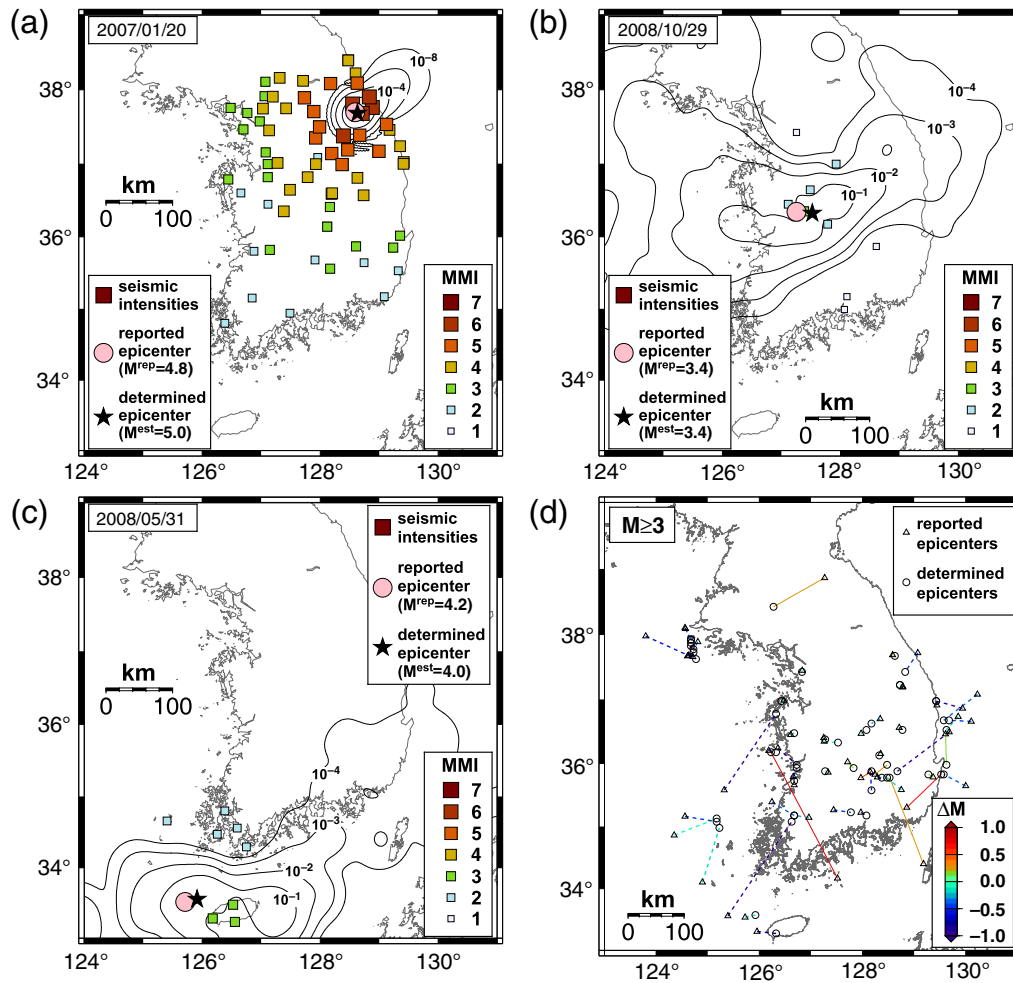 (a)
2007/01/20
10⁻⁸
10⁻⁴
38°
36°
34°
km
0 100
seismic
intensities
reported
epicenter
(Mʳᵉᵖ=4.8)
determined
epicenter
(Mᵉˢᵗ=5.0)
MMI
7
6
5
4
3
2
1
124° 126° 128° 130°
(b)
2008/10/29
10⁻⁴
10⁻³
10⁻²
10⁻¹
38°
36°
34°
seismic
intensities
reported
epicenter
(Mʳᵉᵖ=3.4)
determined
epicenter
(Mᵉˢᵗ=3.4)
km
0 100
MMI
7
6
5
4
3
2
1
124° 126° 128° 130°
(c)
2008/05/31
seismic
intensities
reported
epicenter
(Mʳᵉᵖ=4.2)
determined
epicenter
(Mᵉˢᵗ=4.0)
38°
36°
34°
km
0 100
10⁻⁴
10⁻³
10⁻²
10⁻¹
MMI
7
6
5
4
3
2
1
124° 126° 128° 130°
(d)
M≥3
reported
epicenters
determined
epicenters
38°
36°
34°
km
0 100
ΔM
1.0
0.5
0.0
−0.5
−1.0
124° 126° 128° 130°